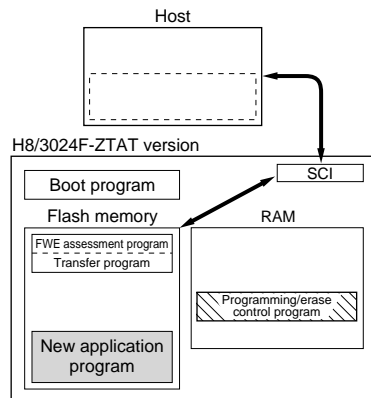 Host
H8/3024F-ZTAT version
SCI
Boot program
Flash memory
RAM
FWE assessment program
Transfer program
Programming/erase
control program
New application
program